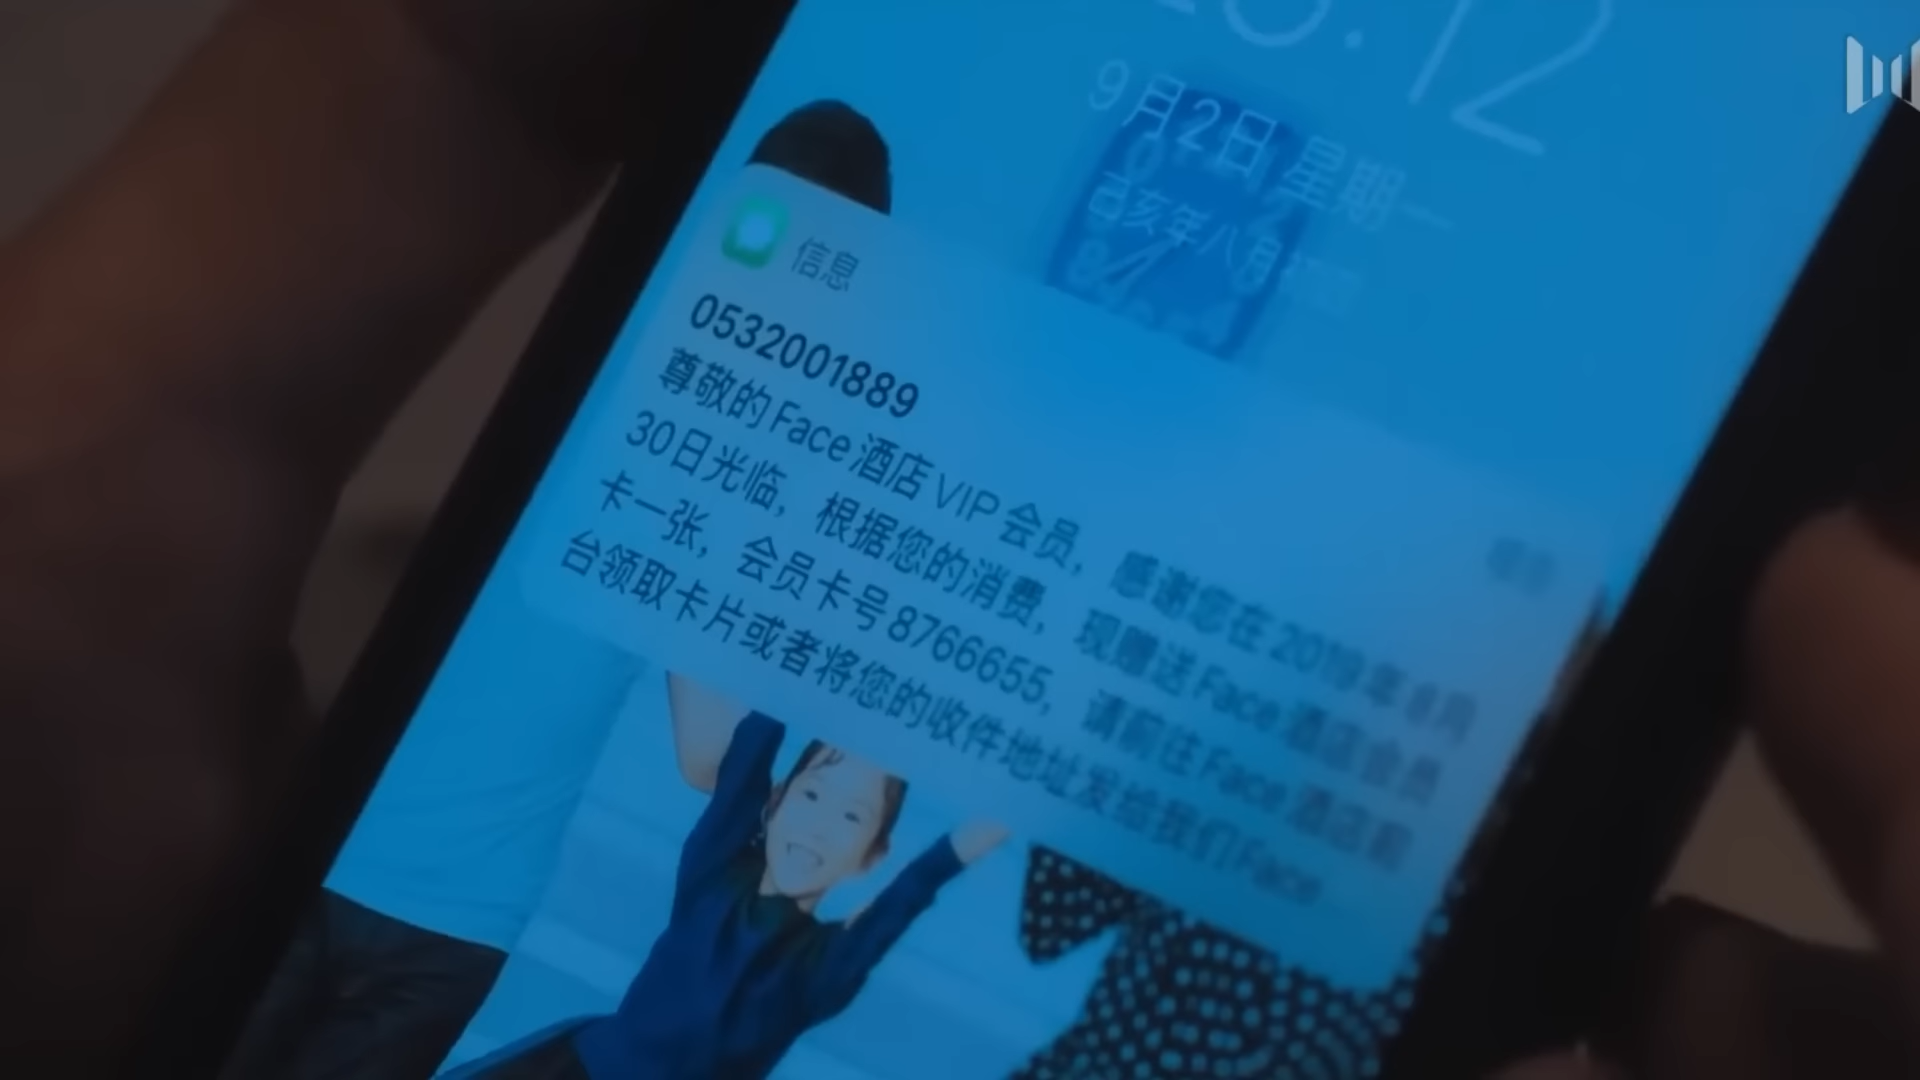 9月2日 星期一
己亥年八月
信息
0532001889
尊敬的Face酒店VIP会员，感谢您在2019年8月
30日光临，根据您的消费，现赠送Face酒店会员
卡一张，会员卡号8766655，请前往Face酒店前
台领取卡片或者将您的收件地址发给我们Face